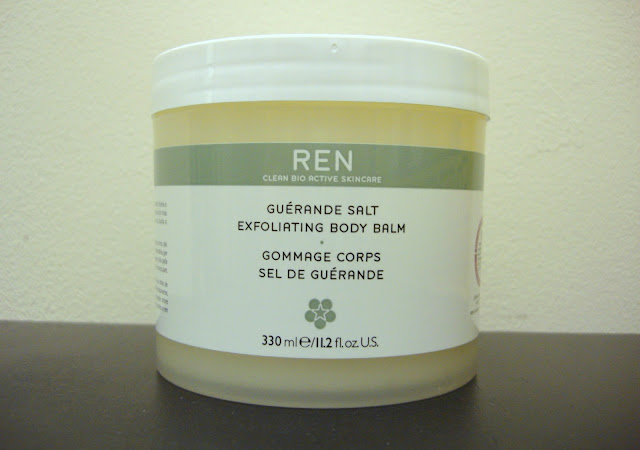 REN
CLEAN BIO ACTIVE SKINCARE
GUÉRANDE SALT
EXFOLIATING BODY BALM
GOMMAGE CORPS
SEL DE GUÉRANDE
330 ml ℮/11.2 fl. oz. U.S.